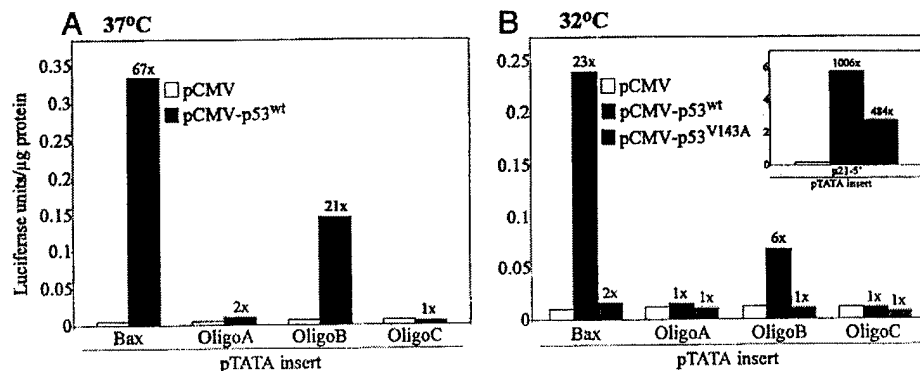 A 37°C
Luciferase units/µg protein
0.35
0.3
0.25
0.2
0.15
0.1
0.05
0
67x
pCMV
pCMV-p53wt
2x
21x
1x
Bax OligoA OligoB OligoC
pTATA insert
B 32°C
0.25
0.2
0.15
0.1
0.05
0
23x
pCMV
pCMV-p53wt
pCMV-p53V143A
2x
1x 1x
6x
1x
1x 1x
Bax OligoA OligoB OligoC
pTATA insert
6
4
2
0
1006x
484x
p21-5'
pTATA insert